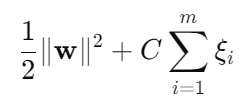 $\frac{1}{2}\|\mathbf{w}\|^2 + C \sum_{i=1}^{m} \xi_i$